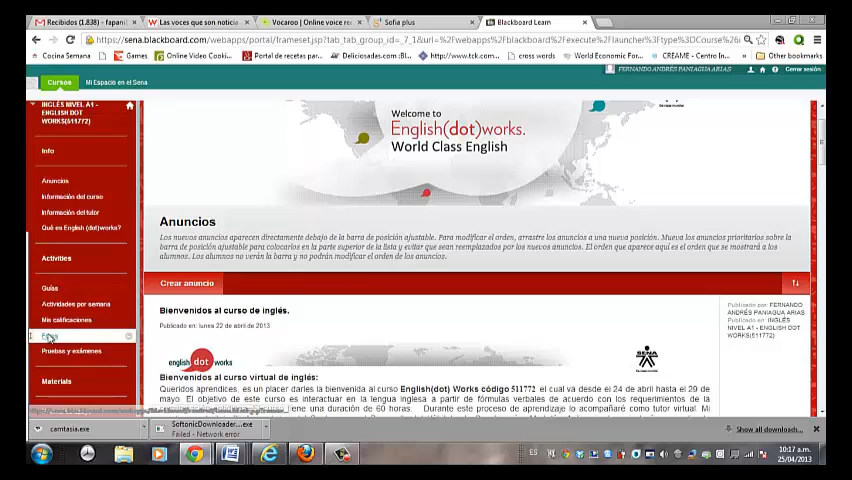 Recibidos (1.838) - fapani
Las voces que son noticia
Vocaroo | Online voice rec
Sofia plus
Blackboard Learn
https://sena.blackboard.com/webapps/portal/frameset.jsp?tab_tab_group_id=_7_1&url=%2Fwebapps%2Fblackboard%2Fexecute%2Flauncher%3Ftype%3DCourse%
Cocina Semana
Games
Online Video Cutter
Portal de recetas par
Deliciosadas.com :Bl
http://www.tck.com
cross words
World Economic For
CREAME - Centro In
Other bookmarks
FERNANDO ANDRÉS PANIAGUA ARIAS
Cerrar sesión
Cursos
Mi Espacio en el Sena
INGLÉS NIVEL A1 -
ENGLISH DOT
WORKS(511772)
Info
Anuncios
Información del curso
Información del tutor
Qué es English (dot)works?
Activities
Guías
Actividades por semana
Mis calificaciones
Pruebas y exámenes
Materials
Welcome to
English(dot)works.
World Class English
Anuncios
Los nuevos anuncios aparecen directamente debajo de la barra de posición ajustable. Para modificar el orden, arrastre los anuncios a una nueva posición. Mueva los anuncios prioritarios sobre la
barra de posición ajustable para colocarlos en la parte superior de la lista y evitar que sean reemplazados por los nuevos anuncios. El orden que aparece aquí es el orden que se mostrará a los
alumnos. Los alumnos no verán la barra y no podrán modificar el orden de los anuncios.
Crear anuncio
Bienvenidos al curso de inglés.
Publicado en: lunes 22 de abril de 2013
Publicado por: FERNANDO
ANDRÉS PANIAGUA ARIAS
Publicado en: INGLÉS
NIVEL A1 - ENGLISH DOT
WORKS(511772)
english dot works
SENA
Bienvenidos al curso virtual de inglés:
Queridos aprendices, es un placer darles la bienvenida al curso English(dot) Works código 511772 el cual va desde el 24 de abril hasta el 29 de
mayo. El objetivo de este curso es interactuar en la lengua inglesa a partir de fórmulas verbales de acuerdo con los requerimientos de la
iene una duración de 60 horas. Durante este proceso de aprendizaje lo acompañaré como tutor virtual. Mi
camtasia.exe
SoftonicDownloader...exe
Failed - Network error
Show all downloads...
ES
10:17 a.m.
25/04/2013